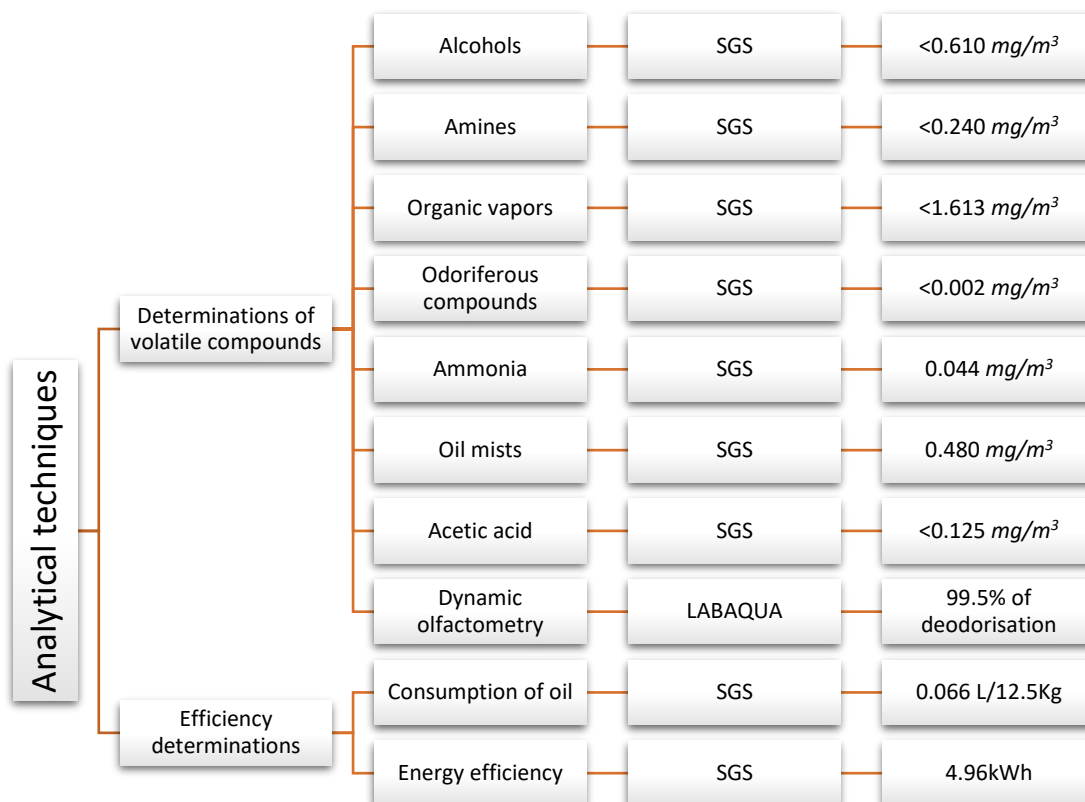 Analytical techniques
Determinations of
volatile compounds
Alcohols
SGS
<0.610 mg/m³
Amines
SGS
<0.240 mg/m³
Organic vapors
SGS
<1.613 mg/m³
Odoriferous
compounds
SGS
<0.002 mg/m³
Ammonia
SGS
0.044 mg/m³
Oil mists
SGS
0.480 mg/m³
Acetic acid
SGS
<0.125 mg/m³
Dynamic
olfactometry
LABAQUA
99.5% of
deodorisation
Efficiency
determinations
Consumption of oil
SGS
0.066 L/12.5Kg
Energy efficiency
SGS
4.96kWh